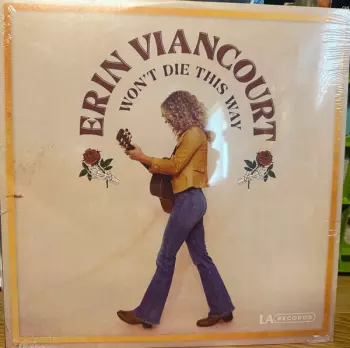 ERIN VIANCOURT
WON'T DIE THIS WAY
LA RECORDS